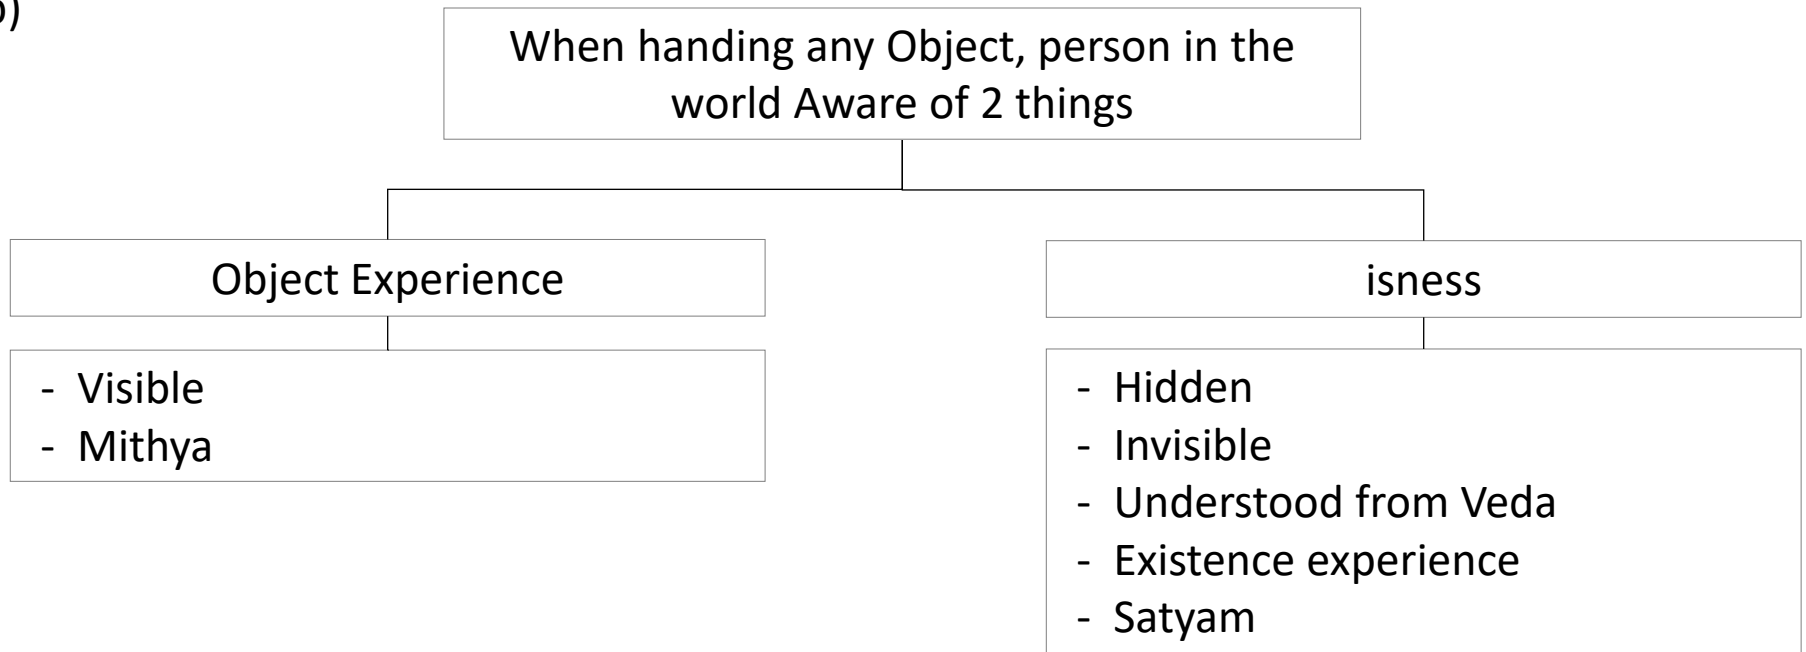 When handing any Object, person in the
world Aware of 2 things
Object Experience
- Visible
- Mithya
isness
- Hidden
- Invisible
- Understood from Veda
- Existence experience
- Satyam